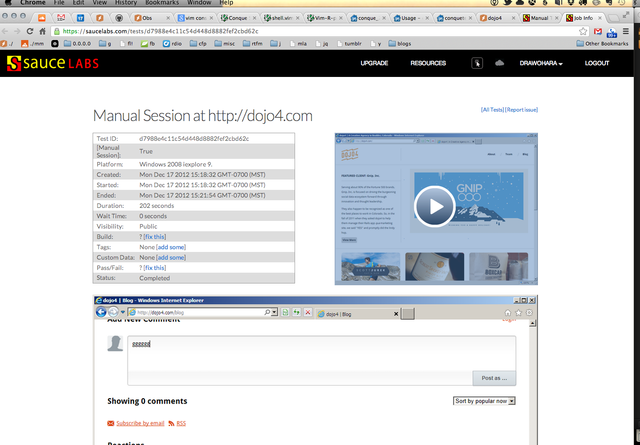 Chrome File Edit View History Bookmarks Window Help
Obs vim con Conque shell.vim Vim-R-p conque_ Usage - conque: dojo4 Manual Job Info
https://saucelabs.com/tests/d7988e4c11c54d448d8882fef2cbd62c
./mm 0.0.0.0 g flt fb rdio cfp misc rtfm j mla. jq tumblr y blogs Other Bookmarks
SAUCE LABS UPGRADE RESOURCES DRAWOHARA LOGOUT
Manual Session at http://dojo4.com
[All Tests] [Report issue]
Test ID: d7988e4c11c54d448d8882fef2cbd62c
[Manual Session]: True
Platform: Windows 2008 iexplore 9.
Created: Mon Dec 17 2012 15:18:32 GMT-0700 (MST)
Started: Mon Dec 17 2012 15:18:32 GMT-0700 (MST)
Ended: Mon Dec 17 2012 15:21:54 GMT-0700 (MST)
Duration: 202 seconds
Wait Time: 0 seconds
Visibility: Public
Build: ? [fix this]
Tags: None [add some]
Custom Data: None [add some]
Pass/Fail: ? [fix this]
Status: Completed
GNIP
dojo4 | Blog - Windows Internet Explorer
http://dojo4.com/blog dojo4 | Blog
Add New Comment Login
gggggg
Post as ...
Showing 0 comments
Sort by popular now
Subscribe by email RSS
Reactions